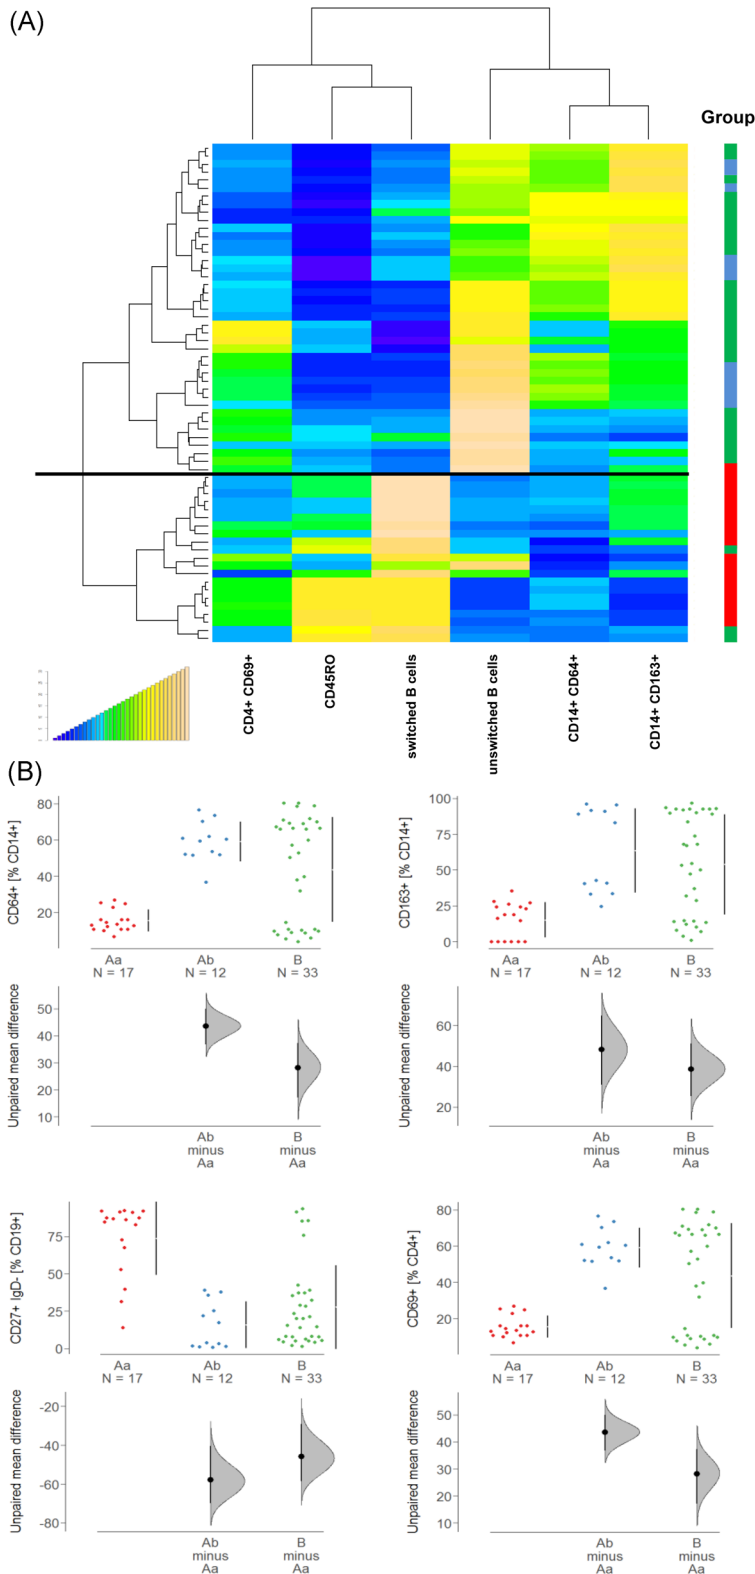 (A)
Group
CD4+ CD69+
CD45RO
switched B cells
unswitched B cells
CD14+ CD64+
CD14+ CD163+
(B)
CD64+ [% CD14+]
80
60
40
20
Aa
N = 17
Ab
N = 12
B
N = 33
Unpaired mean difference
50
40
30
20
10
Ab
minus
Aa
B
minus
Aa
CD163+ [% CD14+]
100
75
50
25
0
Aa
N = 17
Ab
N = 12
B
N = 33
Unpaired mean difference
60
40
20
Ab
minus
Aa
B
minus
Aa
CD27+ IgD- [% CD19+]
75
50
25
0
Aa
N = 17
Ab
N = 12
B
N = 33
Unpaired mean difference
-20
-40
-60
-80
Ab
minus
Aa
B
minus
Aa
CD69+ [% CD4+]
80
60
40
20
Aa
N = 17
Ab
N = 12
B
N = 33
Unpaired mean difference
50
40
30
20
10
Ab
minus
Aa
B
minus
Aa